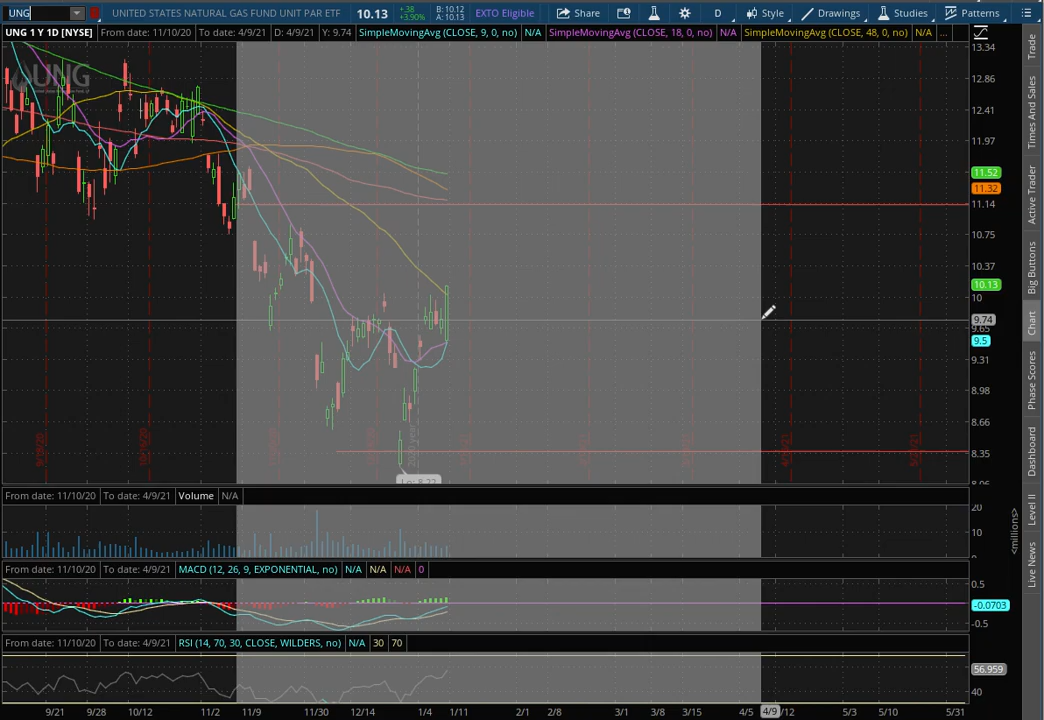 UNG UNITED STATES NATURAL GAS FUND UNIT PAR ETF 10.13 +.38 +3.90% B: 10.12 A: 10.13 EXTO Eligible Share D Style Drawings Studies Patterns
UNG 1 Y 1D [NYSE] From date: 11/10/20 To date: 4/9/21 D: 4/9/21 Y: 9.74 SimpleMovingAvg (CLOSE, 9, 0, no) N/A SimpleMovingAvg (CLOSE, 18, 0, no) N/A SimpleMovingAvg (CLOSE, 48, 0, no) N/A ...
UNG
13.34
12.86
12.41
11.97
11.52
11.32
11.14
10.75
10.37
10.13
10
9.74
9.65
9.5
9.31
8.98
8.66
8.35
8.06
Lo: 8.22
From date: 11/10/20 To date: 4/9/21 Volume N/A
20
10
0
<millions>
From date: 11/10/20 To date: 4/9/21 MACD (12, 26, 9, EXPONENTIAL, no) N/A N/A N/A 0
0.5
-0.0703
-0.5
From date: 11/10/20 To date: 4/9/21 RSI (14, 70, 30, CLOSE, WILDERS, no) N/A 30 70
56.959
40
9/21 9/28 10/12 11/2 11/9 11/30 12/14 1/4 1/11 2/1 2/8 3/1 3/8 3/15 4/5 4/9 /12 5/3 5/10 5/31
Trade
Times And Sales
Active Trader
Big Buttons
Chart
Phase Scores
Dashboard
Level II
Live News